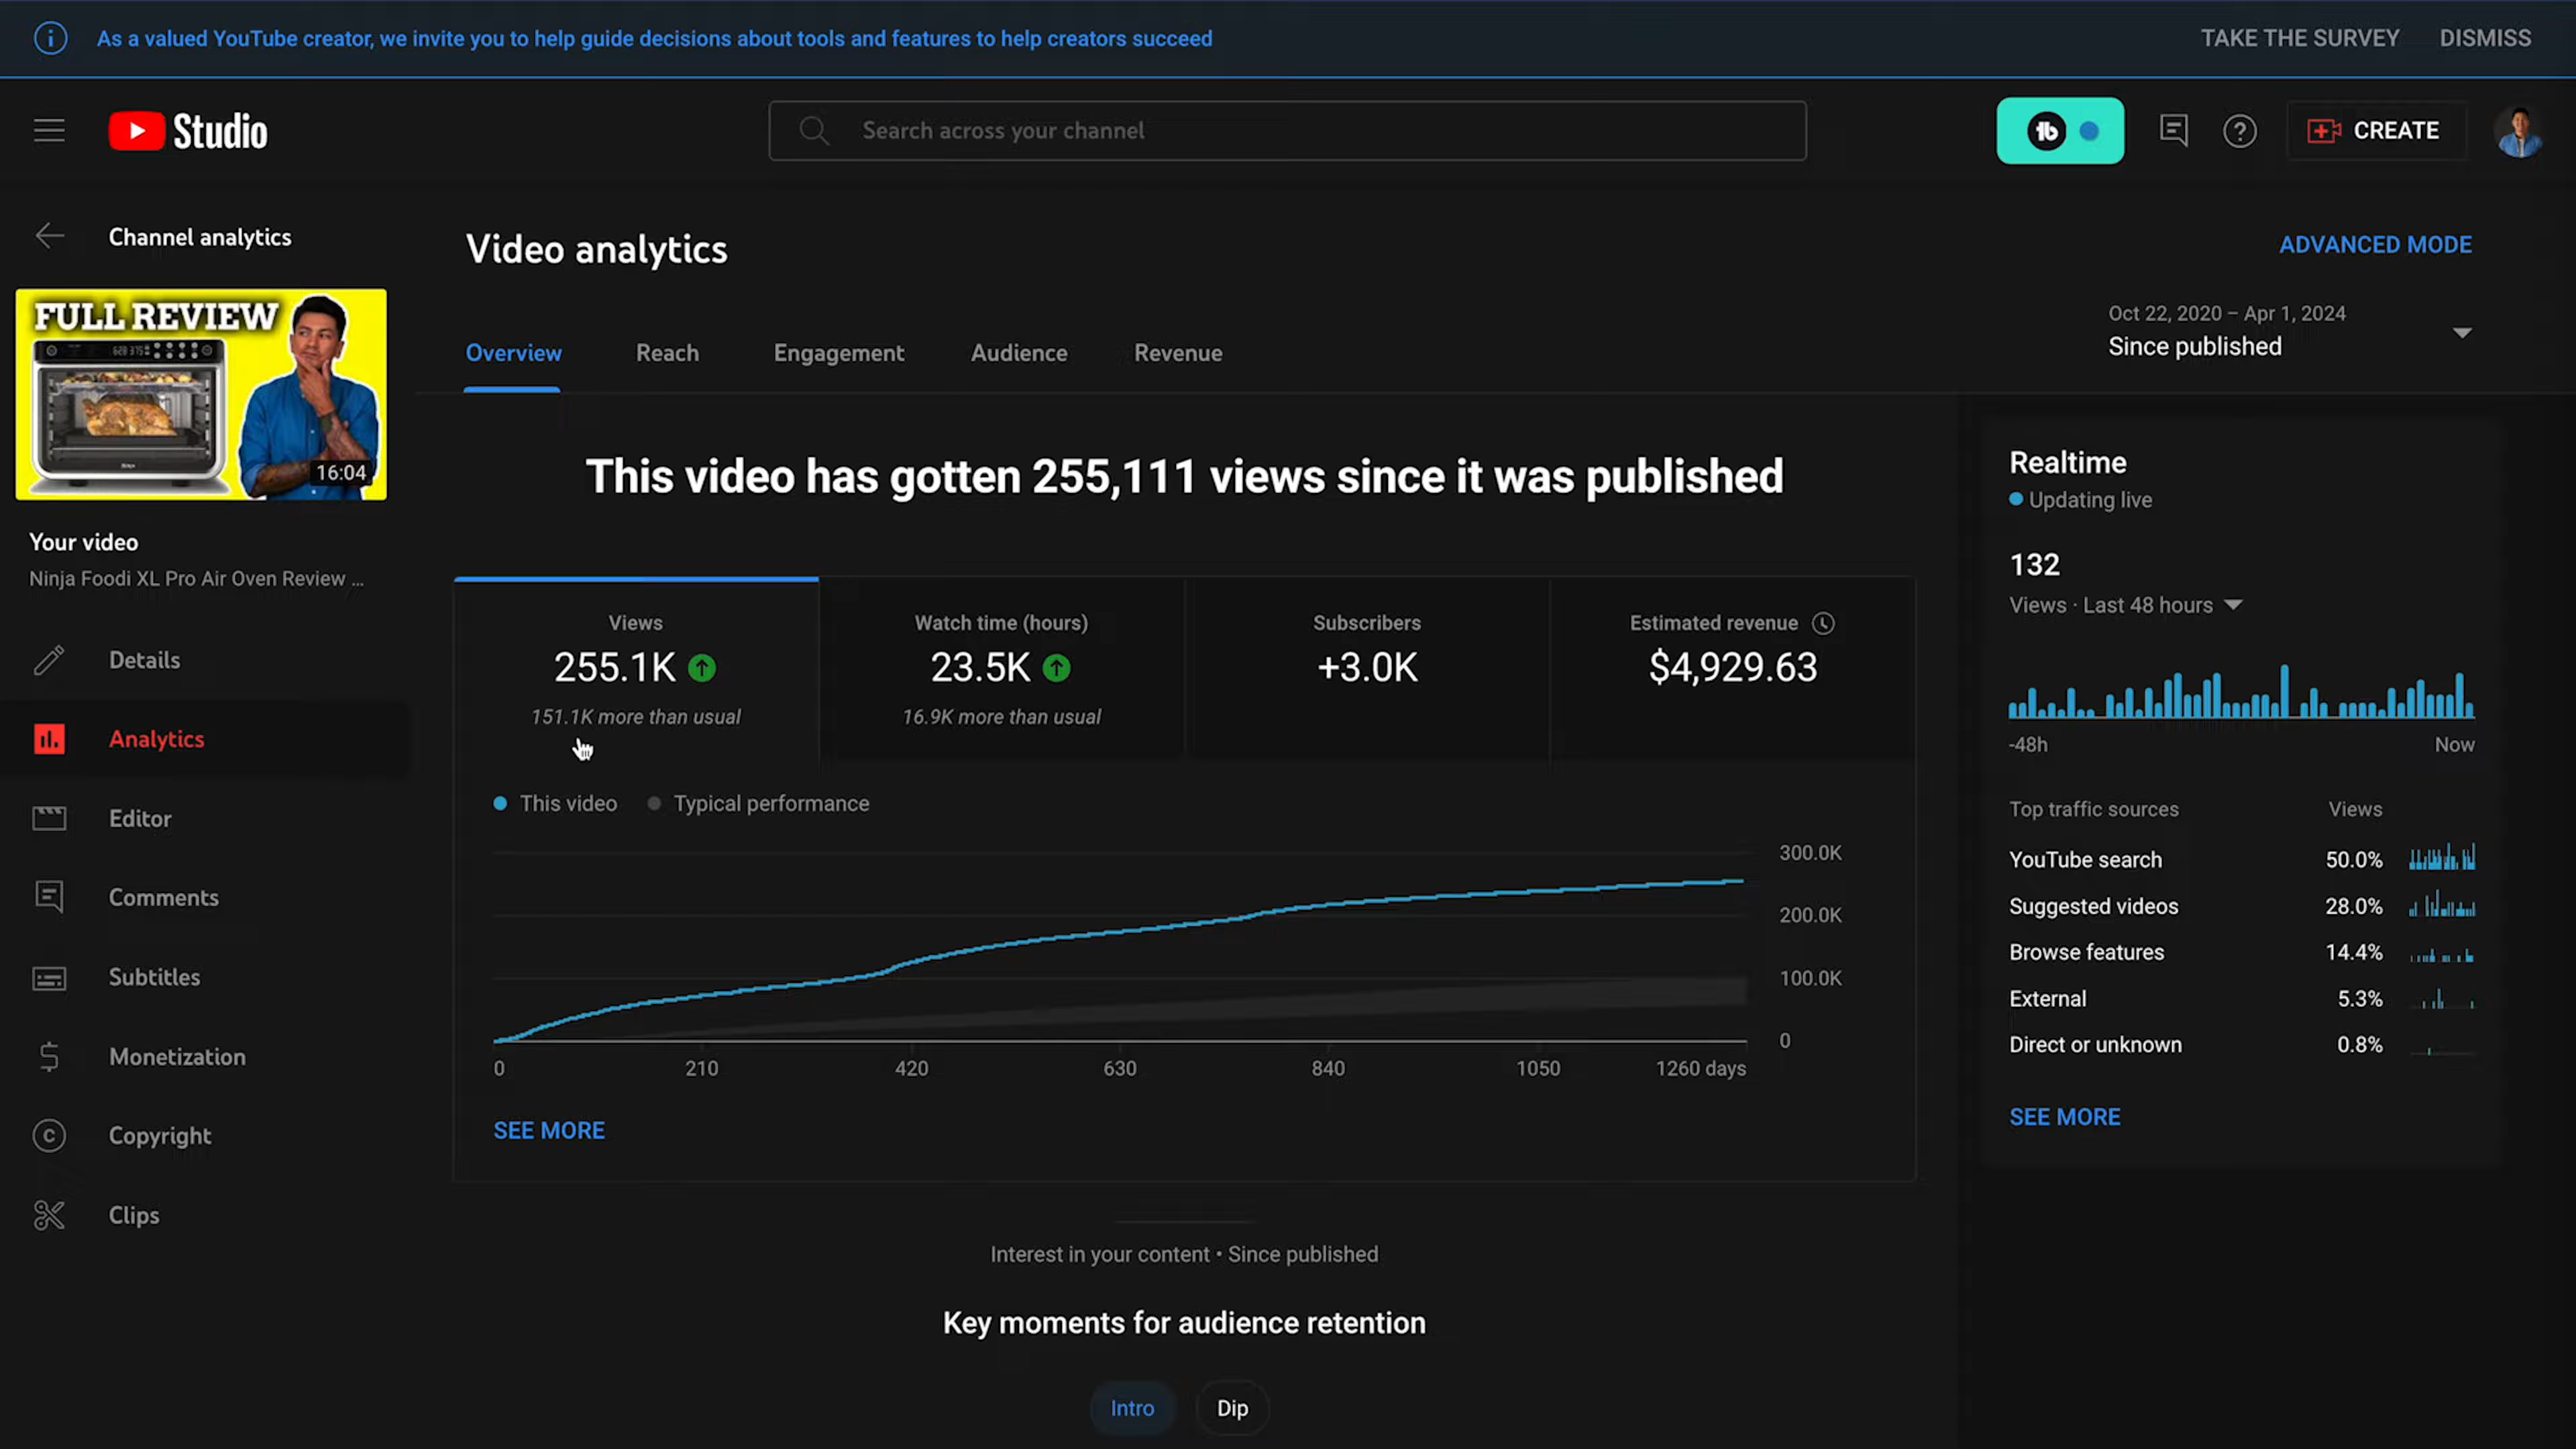 As a valued YouTube creator, we invite you to help guide decisions about tools and features to help creators succeed
TAKE THE SURVEY
DISMISS
Studio
Search across your channel
CREATE
Channel analytics
FULL REVIEW
16:04
Your video
Ninja Foodi XL Pro Air Oven Review ...
Details
Analytics
Editor
Comments
Subtitles
Monetization
Copyright
Clips
Video analytics
ADVANCED MODE
Overview
Reach
Engagement
Audience
Revenue
Oct 22, 2020 – Apr 1, 2024
Since published
This video has gotten 255,111 views since it was published
Views
255.1K
151.1K more than usual
Watch time (hours)
23.5K
16.9K more than usual
Subscribers
+3.0K
Estimated revenue
$4,929.63
This video
Typical performance
300.0K
200.0K
100.0K
0
0
210
420
630
840
1050
1260 days
SEE MORE
Interest in your content • Since published
Key moments for audience retention
Intro
Dip
Realtime
Updating live
132
Views · Last 48 hours
-48h
Now
Top traffic sources
Views
YouTube search
50.0%
Suggested videos
28.0%
Browse features
14.4%
External
5.3%
Direct or unknown
0.8%
SEE MORE